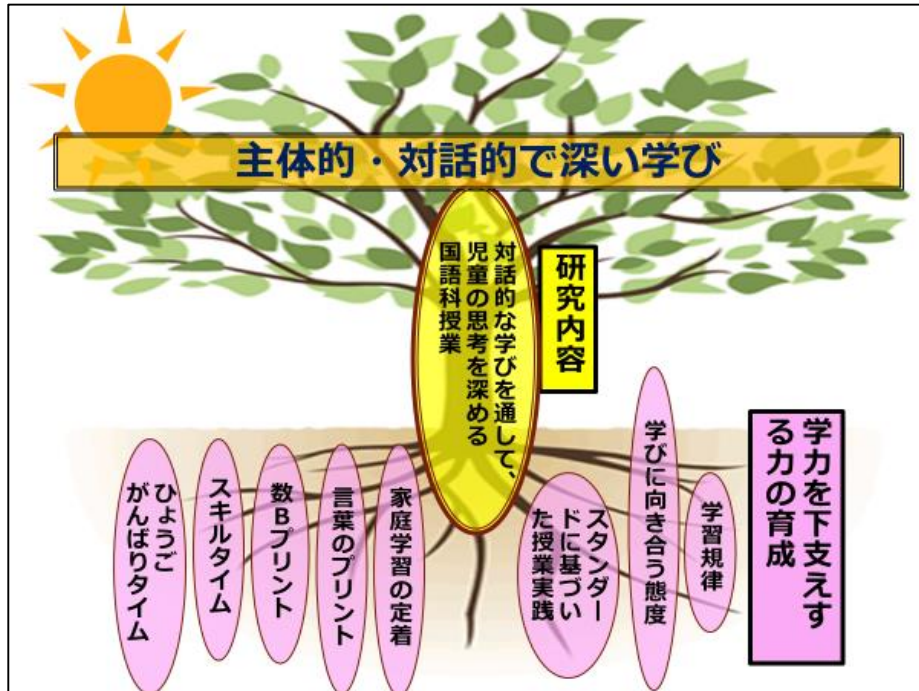 主体的・対話的で深い学び
研究内容
対話的な学びを通して、
児童の思考を深める
国語科授業
学力を下支えす
る力の育成
学習規律
学びに向き合う態度
スタンダー
ドに基づい
た授業実践
家庭学習の定着
言葉のプリント
数Bプリント
スキルタイム
ひょうご
がんばりタイム